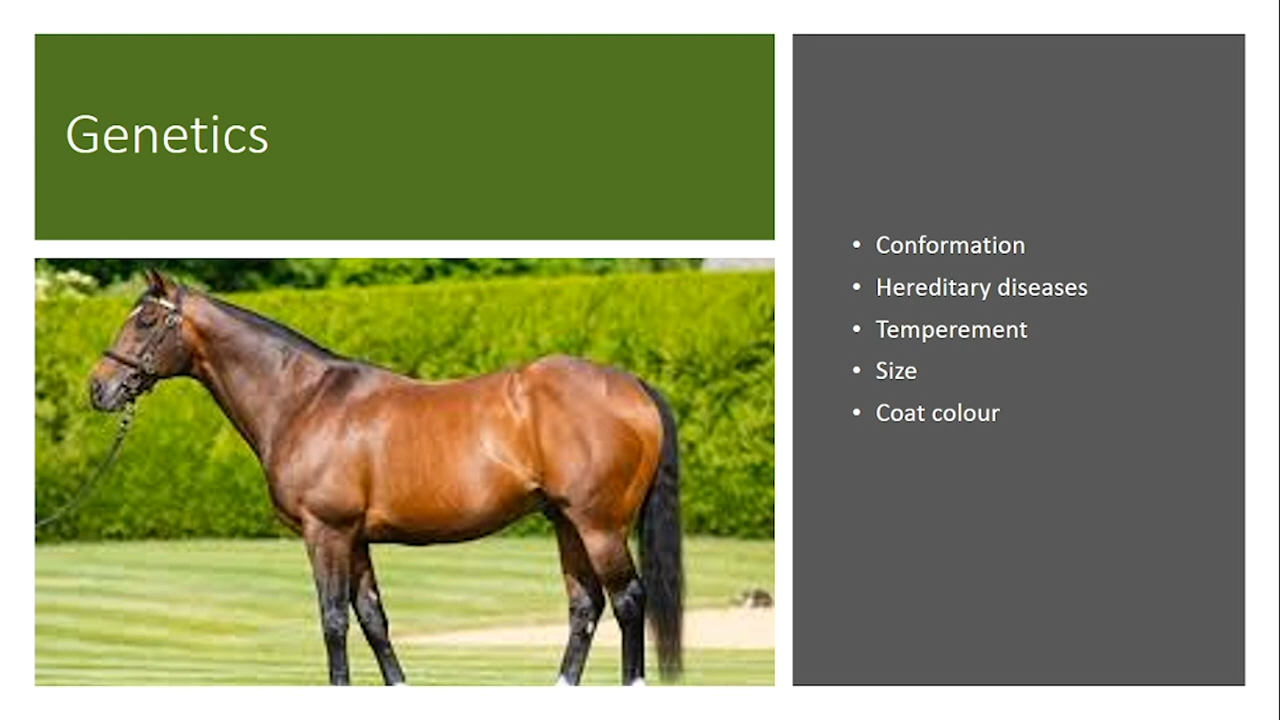 Genetics
• Conformation
• Hereditary diseases
• Temperement
• Size
• Coat colour